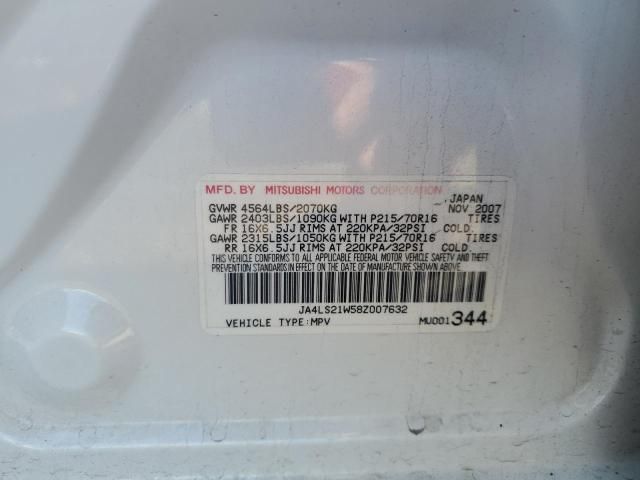 MFD. BY MITSUBISHI MOTORS CORPORATION
JAPAN
GVWR 4564LBS/2070KG NOV 2007
GAWR 2403LBS/1090KG WITH P215/70R16 TIRES
FR 16X6.5JJ RIMS AT 220KPA/32PSI COLD.
GAWR 2315LBS/1050KG WITH P215/70R16 TIRES
RR 16X6.5JJ RIMS AT 220KPA/32PSI COLD.
THIS VEHICLE CONFORMS TO ALL APPLICABLE FEDERAL MOTOR VEHICLE SAFETY AND THEFT
PREVENTION STANDARDS IN EFFECT ON THE DATE OF MANUFACTURE SHOWN ABOVE.
JA4LS21W58Z007632
VEHICLE TYPE:MPV MU001344